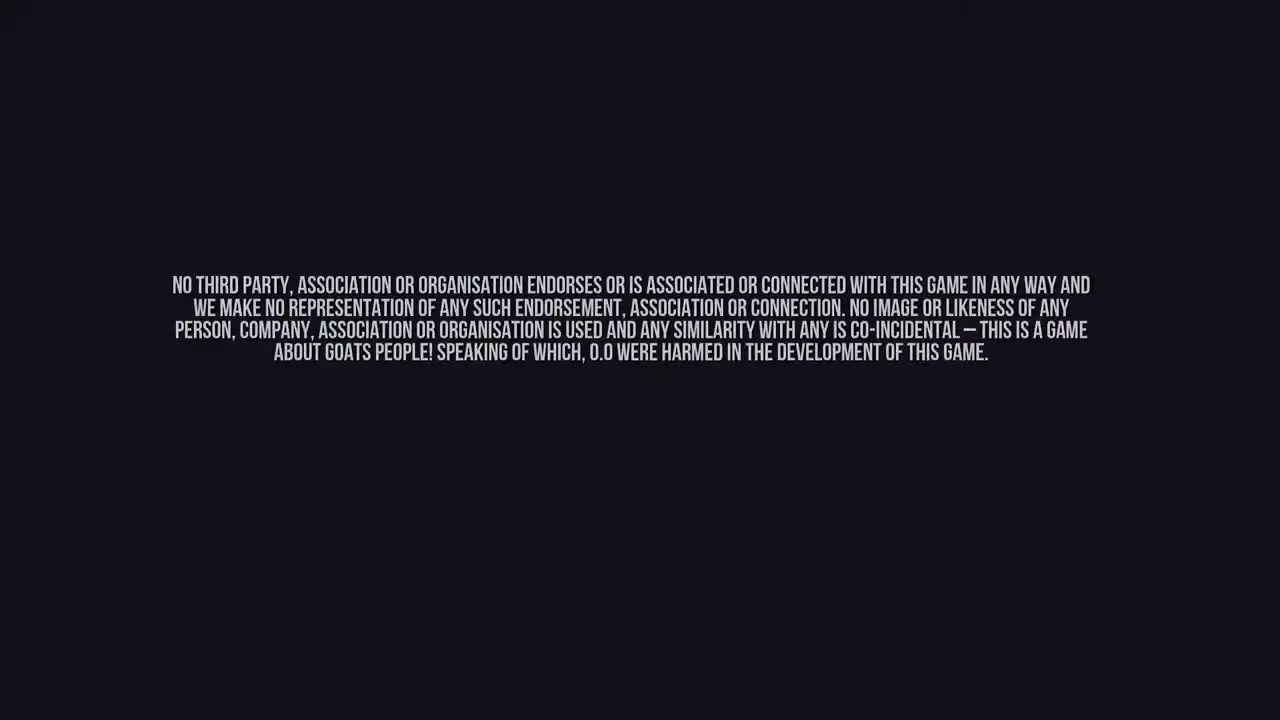 NO THIRD PARTY, ASSOCIATION OR ORGANISATION ENDORSES OR IS ASSOCIATED OR CONNECTED WITH THIS GAME IN ANY WAY AND
WE MAKE NO REPRESENTATION OF ANY SUCH ENDORSEMENT, ASSOCIATION OR CONNECTION. NO IMAGE OR LIKENESS OF ANY
PERSON, COMPANY, ASSOCIATION OR ORGANISATION IS USED AND ANY SIMILARITY WITH ANY IS CO-INCIDENTAL – THIS IS A GAME
ABOUT GOATS PEOPLE! SPEAKING OF WHICH, 0.0 WERE HARMED IN THE DEVELOPMENT OF THIS GAME.